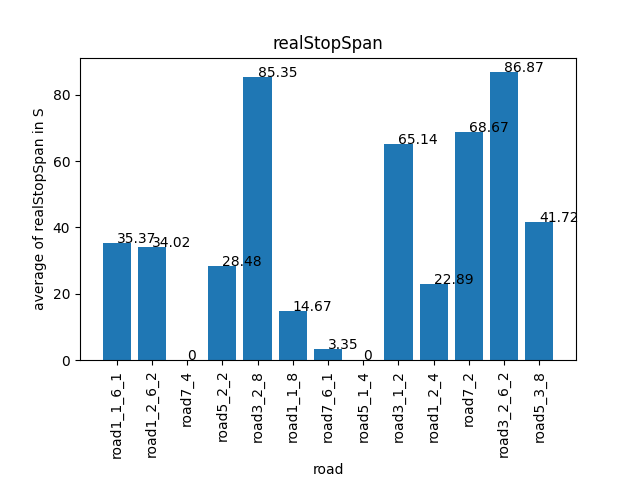 realStopSpan
average of realStopSpan in S
80
60
40
20
0
35.37
34.02
0
28.48
85.35
14.67
3.35
0
65.14
22.89
68.67
86.87
41.72
road1_1_6_1
road1_2_6_2
road7_4
road5_2_2
road3_2_8
road1_1_8
road7_6_1
road5_1_4
road3_1_2
road1_2_4
road7_2
road3_2_6_2
road5_3_8
road